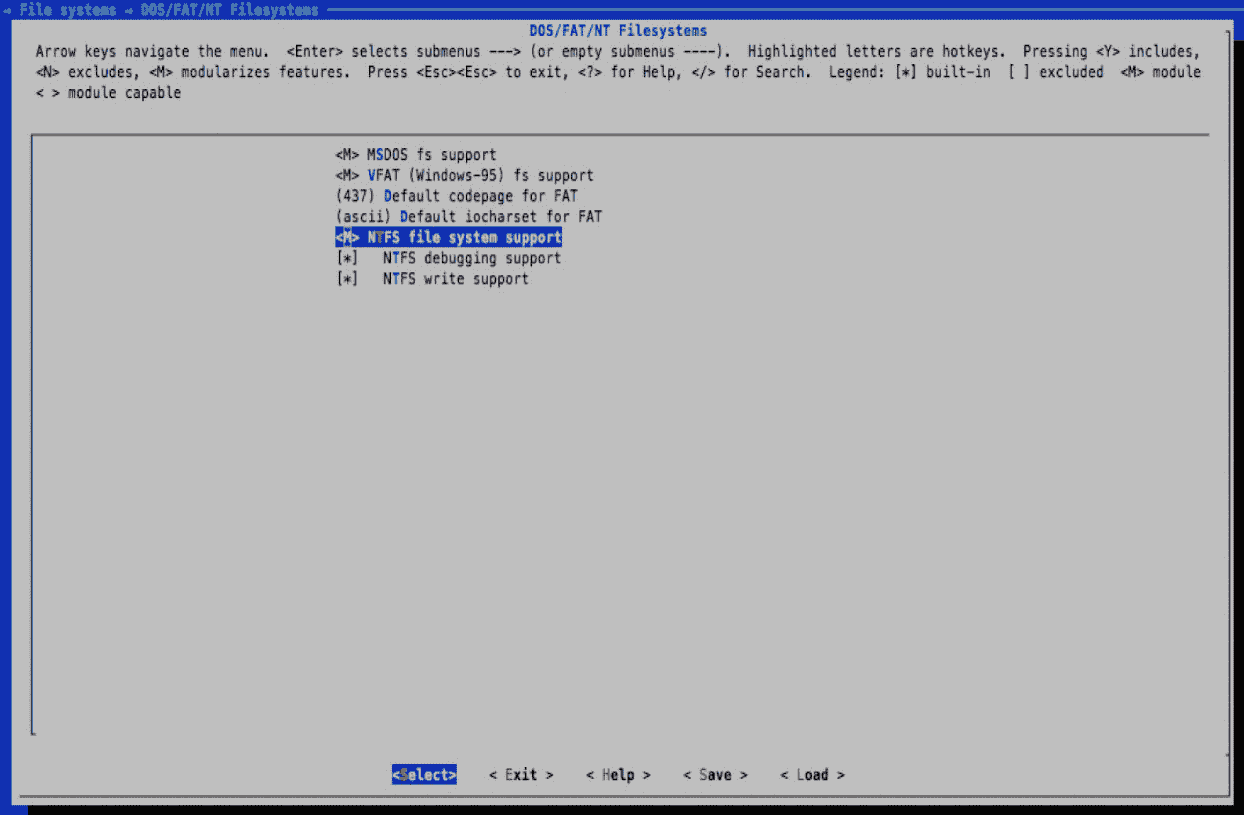 → File systems → DOS/FAT/NT Filesystems
DOS/FAT/NT Filesystems
Arrow keys navigate the menu.  <Enter> selects submenus ---> (or empty submenus ----).  Highlighted letters are hotkeys.  Pressing <Y> includes,
<N> excludes, <M> modularizes features.  Press <Esc><Esc> to exit, <?> for Help, </> for Search.  Legend: [*] built-in  [ ] excluded  <M> module
< > module capable
<M> MSDOS fs support
<M> VFAT (Windows-95) fs support
(437) Default codepage for FAT
(ascii) Default iocharset for FAT
<M> NTFS file system support
[*]   NTFS debugging support
[*]   NTFS write support
<Select>    < Exit >    < Help >    < Save >    < Load >